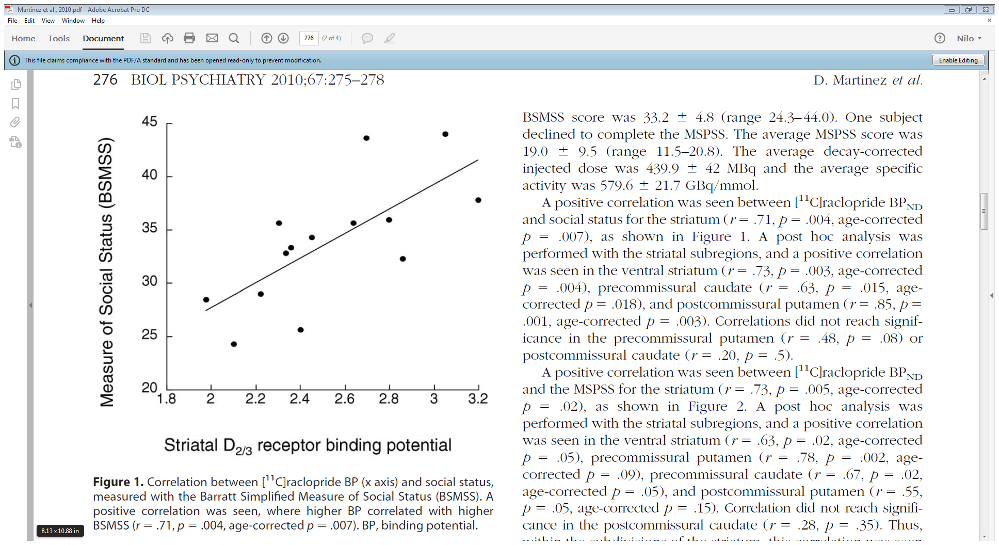 Martinez et al., 2010.pdf - Adobe Acrobat Pro DC
File Edit View Window Help
Home Tools Document 276 (2 of 4) Nilo
This file claims compliance with the PDF/A standard and has been opened read-only to prevent modification. Enable Editing
276 BIOL PSYCHIATRY 2010;67:275–278 D. Martinez et al.
Measure of Social Status (BSMSS)
45
40
35
30
25
20
1.8 2 2.2 2.4 2.6 2.8 3 3.2
Striatal D2/3 receptor binding potential
Figure 1. Correlation between [11C]raclopride BP (x axis) and social status,
measured with the Barratt Simplified Measure of Social Status (BSMSS). A
positive correlation was seen, where higher BP correlated with higher
BSMSS (r = .71, p = .004, age-corrected p = .007). BP, binding potential.
8.13 x 10.88 in
BSMSS score was 33.2 ± 4.8 (range 24.3–44.0). One subject
declined to complete the MSPSS. The average MSPSS score was
19.0 ± 9.5 (range 11.5–20.8). The average decay-corrected
injected dose was 439.9 ± 42 MBq and the average specific
activity was 579.6 ± 21.7 GBq/mmol.
A positive correlation was seen between [11C]raclopride BPND
and social status for the striatum (r = .71, p = .004, age-corrected
p = .007), as shown in Figure 1. A post hoc analysis was
performed with the striatal subregions, and a positive correlation
was seen in the ventral striatum (r = .73, p = .003, age-corrected
p = .004), precommissural caudate (r = .63, p = .015, age-
corrected p = .018), and postcommissural putamen (r = .85, p =
.001, age-corrected p = .003). Correlations did not reach signif-
icance in the precommissural putamen (r = .48, p = .08) or
postcommissural caudate (r = .20, p = .5).
A positive correlation was seen between [11C]raclopride BPND
and the MSPSS for the striatum (r = .73, p = .005, age-corrected
p = .02), as shown in Figure 2. A post hoc analysis was
performed with the striatal subregions, and a positive correlation
was seen in the ventral striatum (r = .63, p = .02, age-corrected
p = .05), precommissural putamen (r = .78, p = .002, age-
corrected p = .09), precommissural caudate (r = .67, p = .02,
age-corrected p = .05), and postcommissural putamen (r = .55,
p = .05, age-corrected p = .15). Correlation did not reach signifi-
cance in the postcommissural caudate (r = .28, p = .35). Thus,
within the subdivisions of the striatum, this correlation was seen